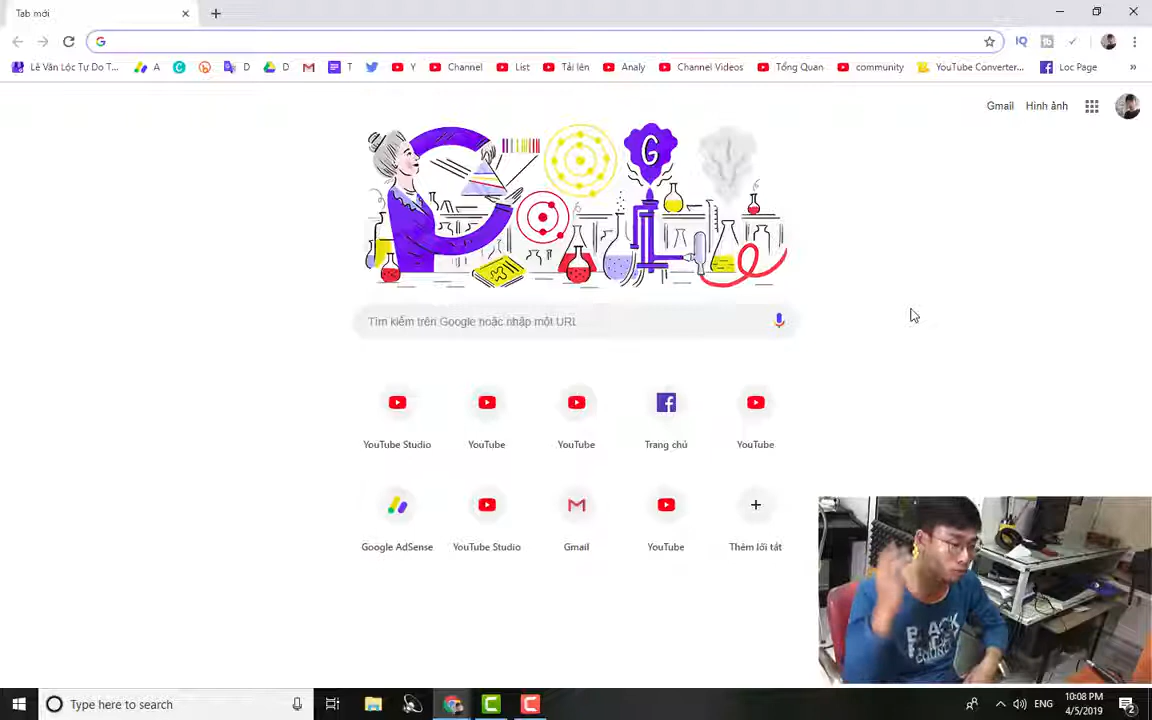 Tab mới
Lê Văn Lộc Tự Do T... A D D T Y Channel List Tải lên Analy Channel Videos Tổng Quan community YouTube Converter... Loc Page »
Gmail Hình ảnh
G
Tìm kiếm trên Google hoặc nhập một URL
YouTube Studio YouTube YouTube Trang chủ YouTube
Google AdSense YouTube Studio Gmail YouTube Thêm lối tắt
BLACK
COUNTRY
Type here to search
ENG
10:08 PM
4/5/2019
2